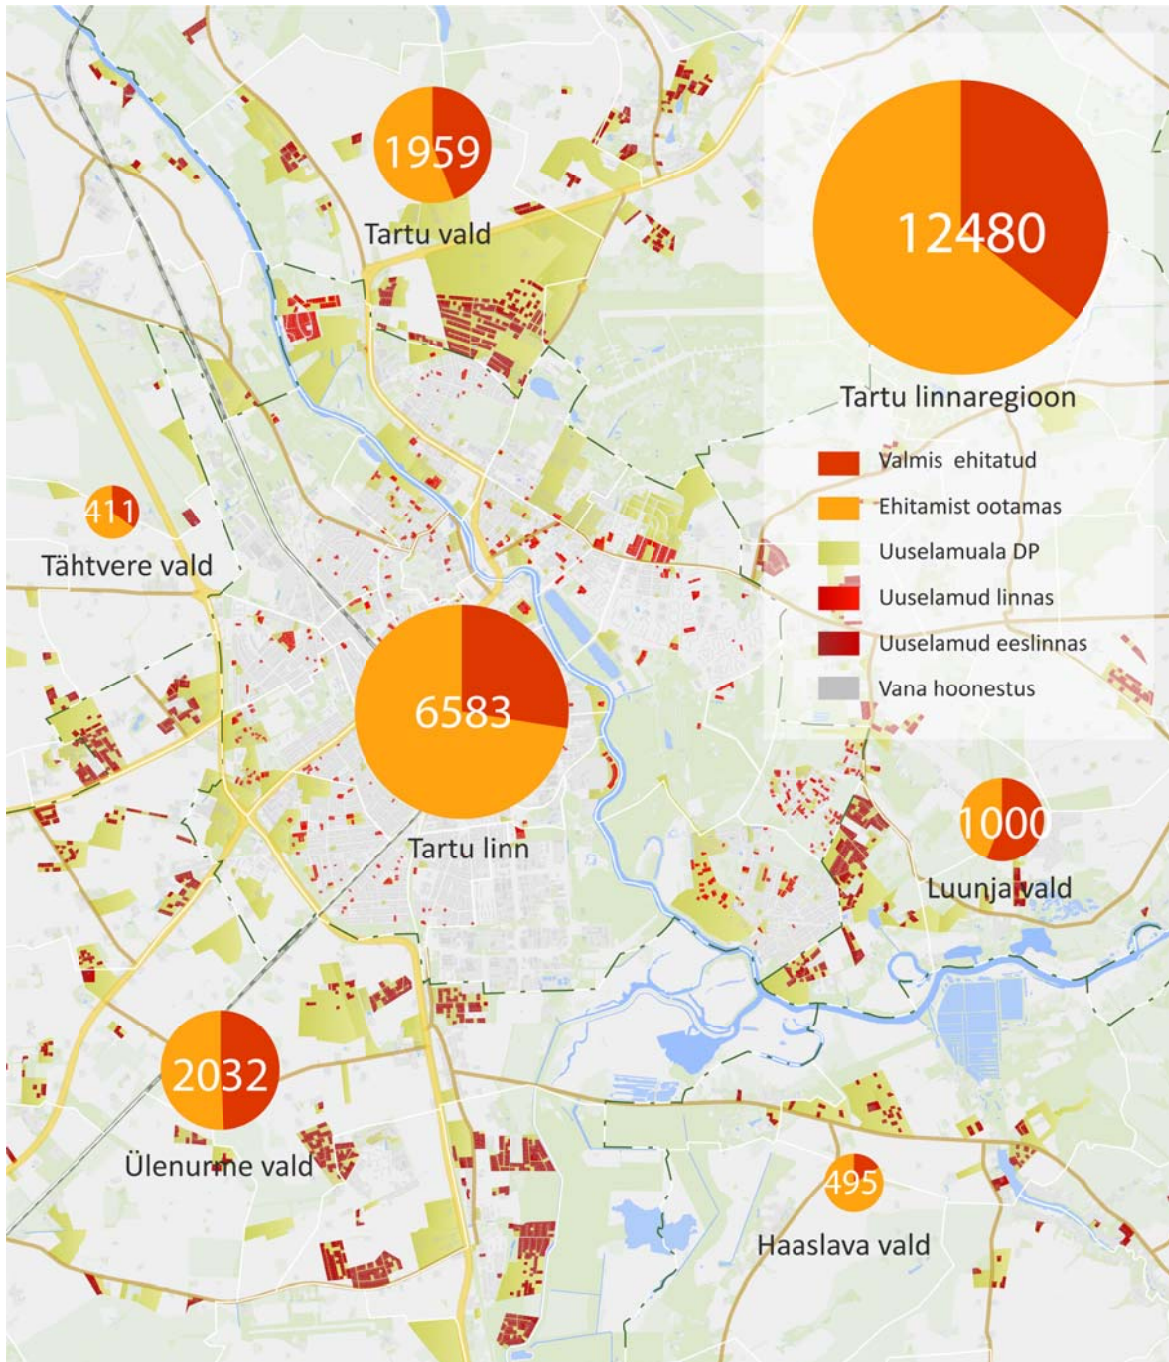 1959
Tartu vald
12480
Tartu linnaregioon
Valmis ehitatud
Ehitamist ootamas
Uuselamuala DP
Uuselamud linnas
Uuselamud eeslinnas
Vana hoonestus
411
Tähtvere vald
6583
Tartu linn
1000
Luunja vald
2032
Ülenurme vald
495
Haaslava vald